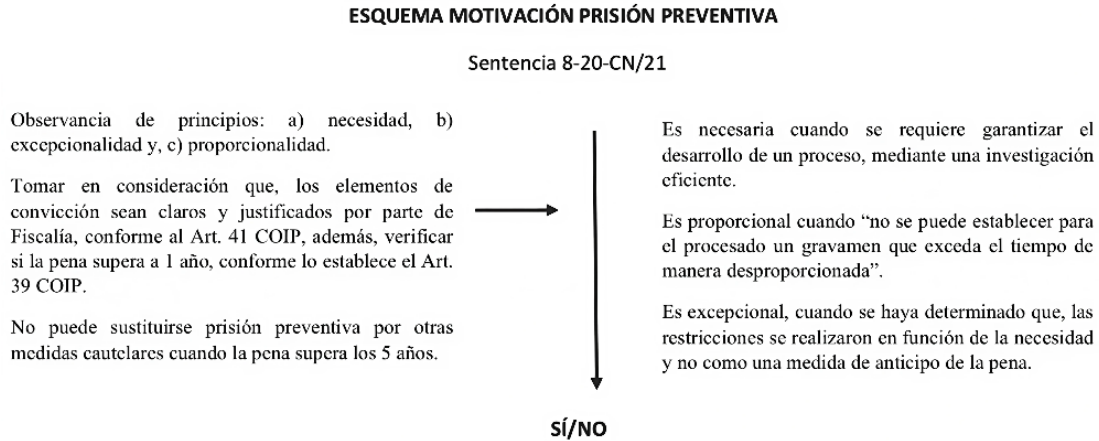 ESQUEMA MOTIVACIÓN PRISIÓN PREVENTIVA
Sentencia 8-20-CN/21
Observancia de principios: a) necesidad, b)
excepcionalidad y, c) proporcionalidad.
Tomar en consideración que, los elementos de
convicción sean claros y justificados por parte de
Fiscalía, conforme al Art. 41 COIP, además, verificar
si la pena supera a 1 año, conforme lo establece el Art.
39 COIP.
No puede sustituirse prisión preventiva por otras
medidas cautelares cuando la pena supera los 5 años.
Es necesaria cuando se requiere garantizar el
desarrollo de un proceso, mediante una investigación
eficiente.
Es proporcional cuando “no se puede establecer para
el procesado un gravamen que exceda el tiempo de
manera desproporcionada”.
Es excepcional, cuando se haya determinado que, las
restricciones se realizaron en función de la necesidad
y no como una medida de anticipo de la pena.
SÍ/NO